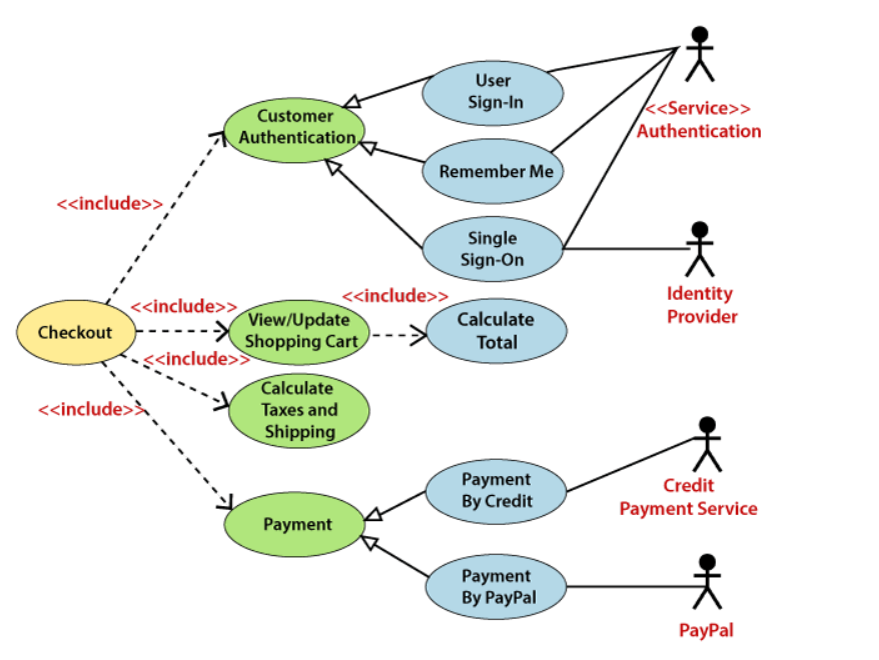 User
Sign-In
<<Service>>
Authentication
Customer
Authentication
Remember Me
<<include>>
Single
Sign-On
Identity
Provider
<<include>>
<<include>>
Checkout
View/Update
Shopping Cart
Calculate
Total
<<include>>
Calculate
Taxes and
Shipping
<<include>>
Payment
By Credit
Credit
Payment Service
Payment
Payment
By PayPal
PayPal